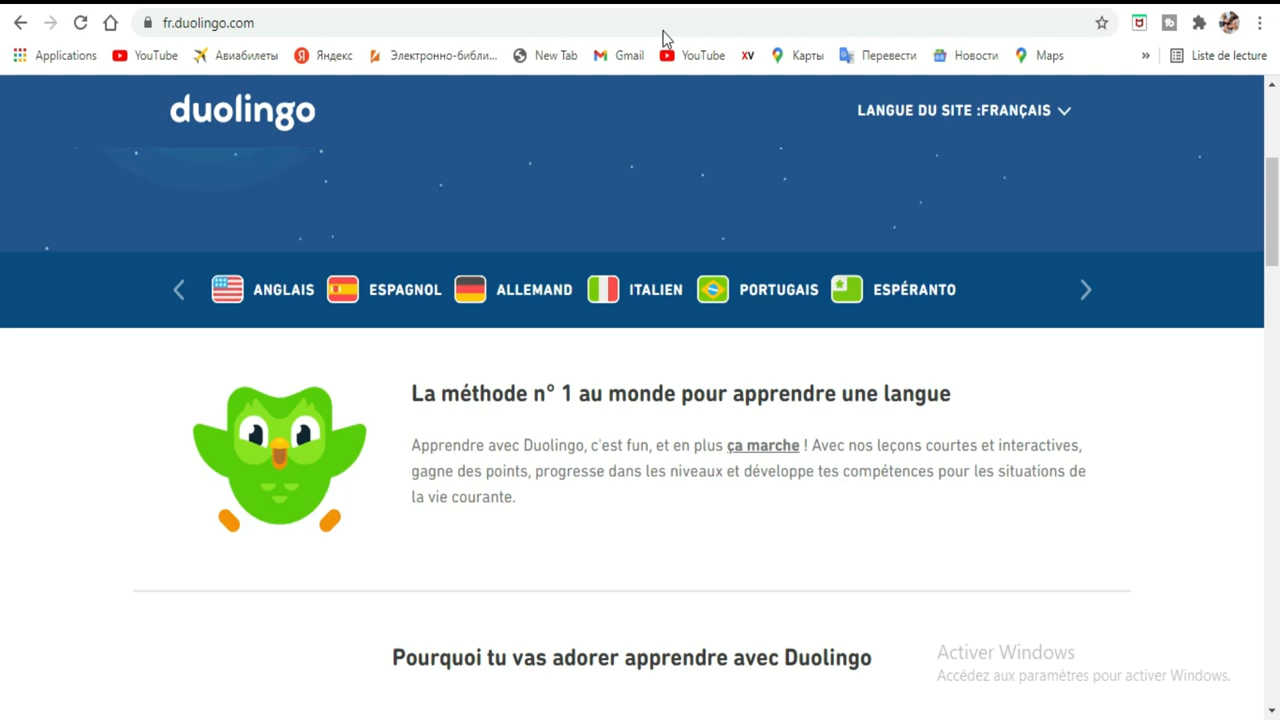 fr.duolingo.com
Applications YouTube Авиабилеты Яндекс Электронно-библи... New Tab Gmail YouTube XV Карты Перевести Новости Maps » Liste de lecture
duolingo LANGUE DU SITE :FRANÇAIS
ANGLAIS ESPAGNOL ALLEMAND ITALIEN PORTUGAIS ESPÉRANTO
La méthode n° 1 au monde pour apprendre une langue
Apprendre avec Duolingo, c'est fun, et en plus ça marche ! Avec nos leçons courtes et interactives,
gagne des points, progresse dans les niveaux et développe tes compétences pour les situations de
la vie courante.
Pourquoi tu vas adorer apprendre avec Duolingo
Activer Windows
Accédez aux paramètres pour activer Windows.